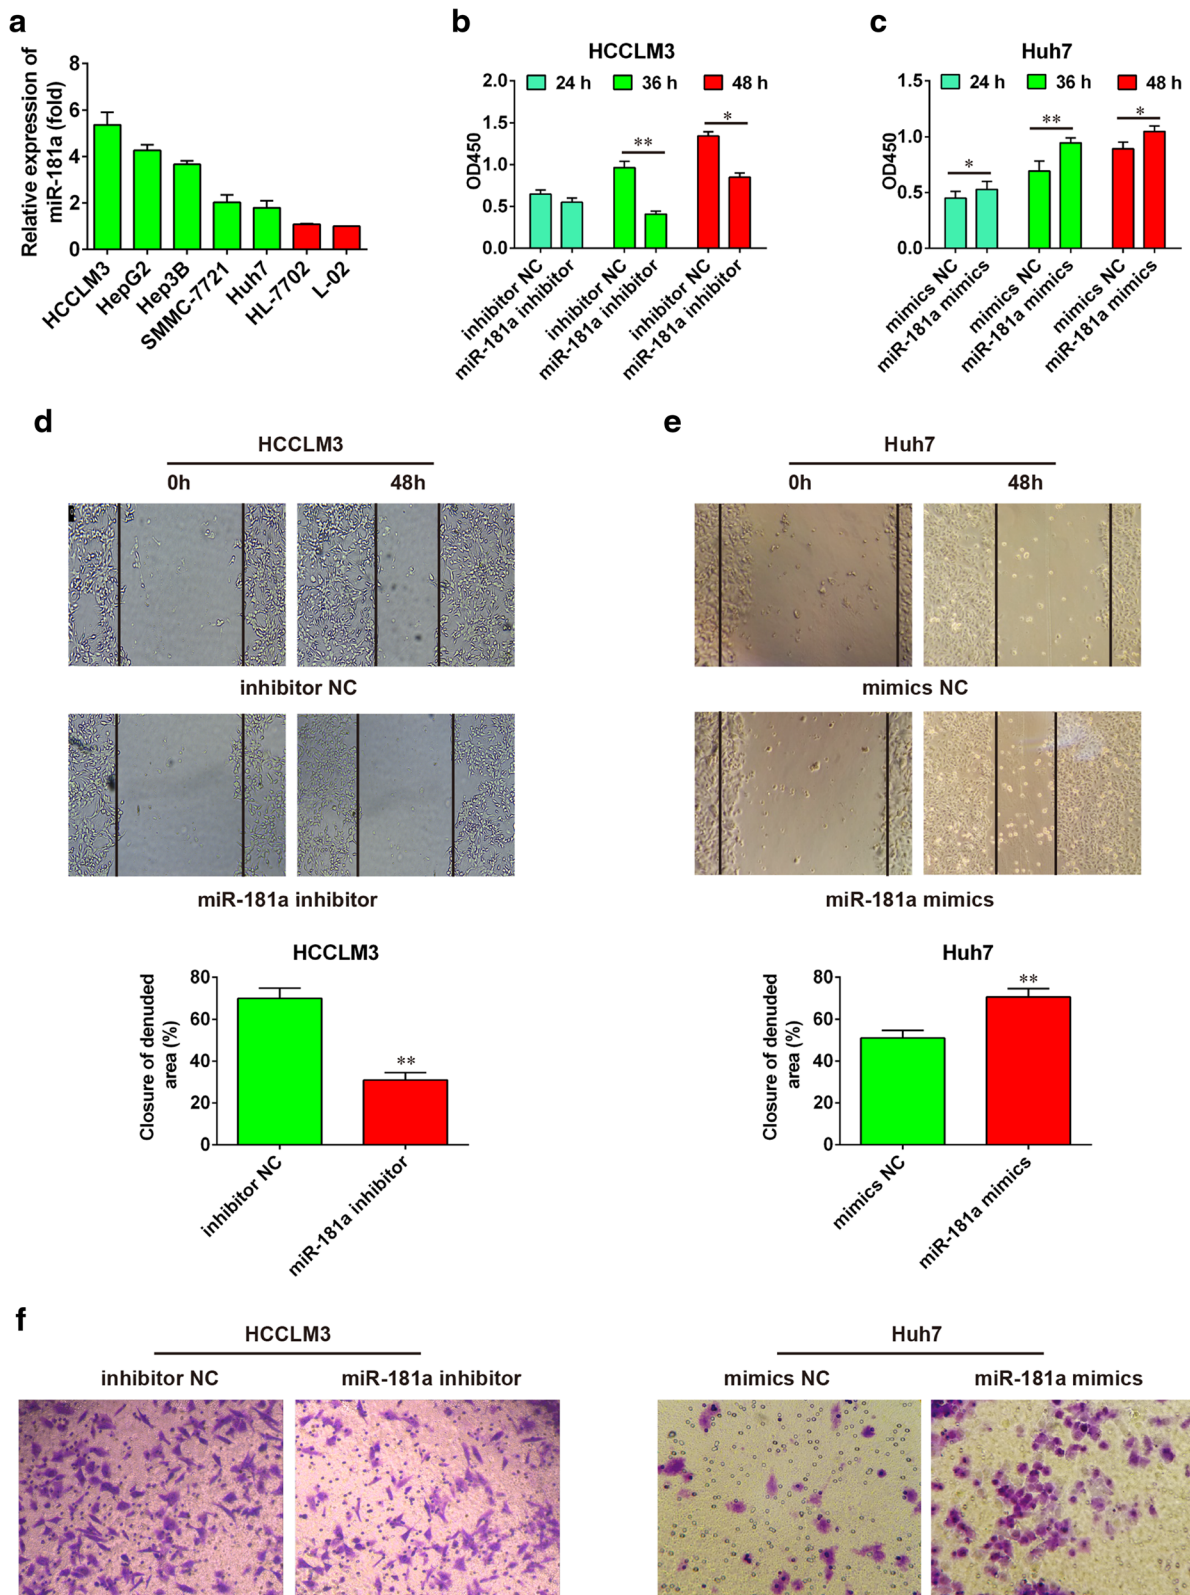 a
Relative expression of
miR-181a (fold)
8
6
4
2
0
HCCLM3
HepG2
Hep3B
SMMC-7721
Huh7
HL-7702
L-02
b
HCCLM3
24 h
36 h
48 h
OD450
2.0
1.5
1.0
0.5
0.0
**
*
inhibitor NC
miR-181a inhibitor
inhibitor NC
miR-181a inhibitor
inhibitor NC
miR-181a inhibitor
c
Huh7
24 h
36 h
48 h
OD450
1.5
1.0
0.5
0.0
*
**
*
mimics NC
miR-181a mimics
mimics NC
miR-181a mimics
mimics NC
miR-181a mimics
d
HCCLM3
0h
48h
inhibitor NC
miR-181a inhibitor
HCCLM3
Closure of denuded
area (%)
80
60
40
20
0
**
inhibitor NC
miR-181a inhibitor
e
Huh7
0h
48h
mimics NC
miR-181a mimics
Huh7
Closure of denuded
area (%)
80
60
40
20
0
**
mimics NC
miR-181a mimics
f
HCCLM3
inhibitor NC
miR-181a inhibitor
Huh7
mimics NC
miR-181a mimics